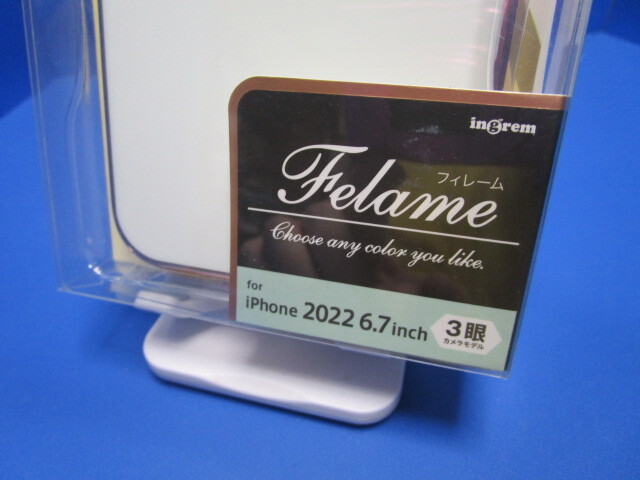 ingrem
フィレーム
Felame
Choose any color you like.
for
iPhone 2022 6.7inch
3眼
カメラモデル